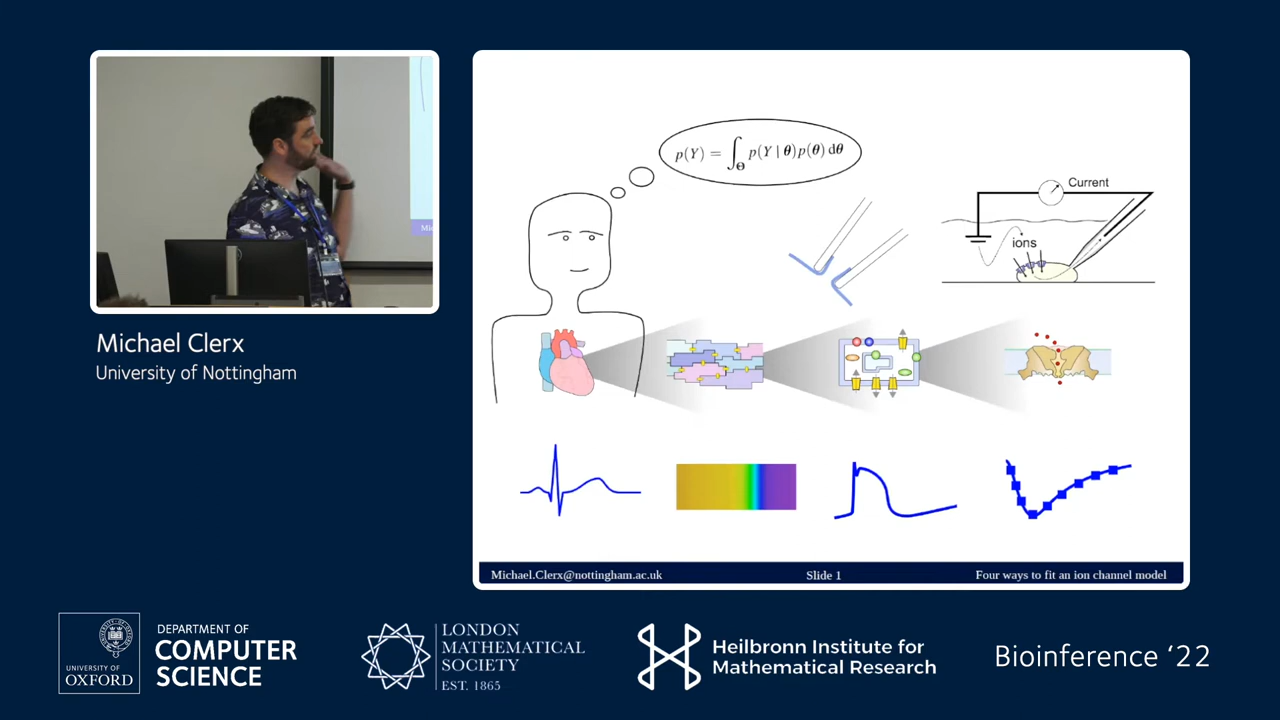 p(Y) = ∫Θ p(Y | θ)p(θ) dθ
Current
ions
Michael Clerx
University of Nottingham
Michael.Clerx@nottingham.ac.uk
Slide 1
Four ways to fit an ion channel model
UNIVERSITY OF
OXFORD
DEPARTMENT OF
COMPUTER
SCIENCE
LONDON
MATHEMATICAL
SOCIETY
EST. 1865
Heilbronn Institute for
Mathematical Research
Bioinference ‘22